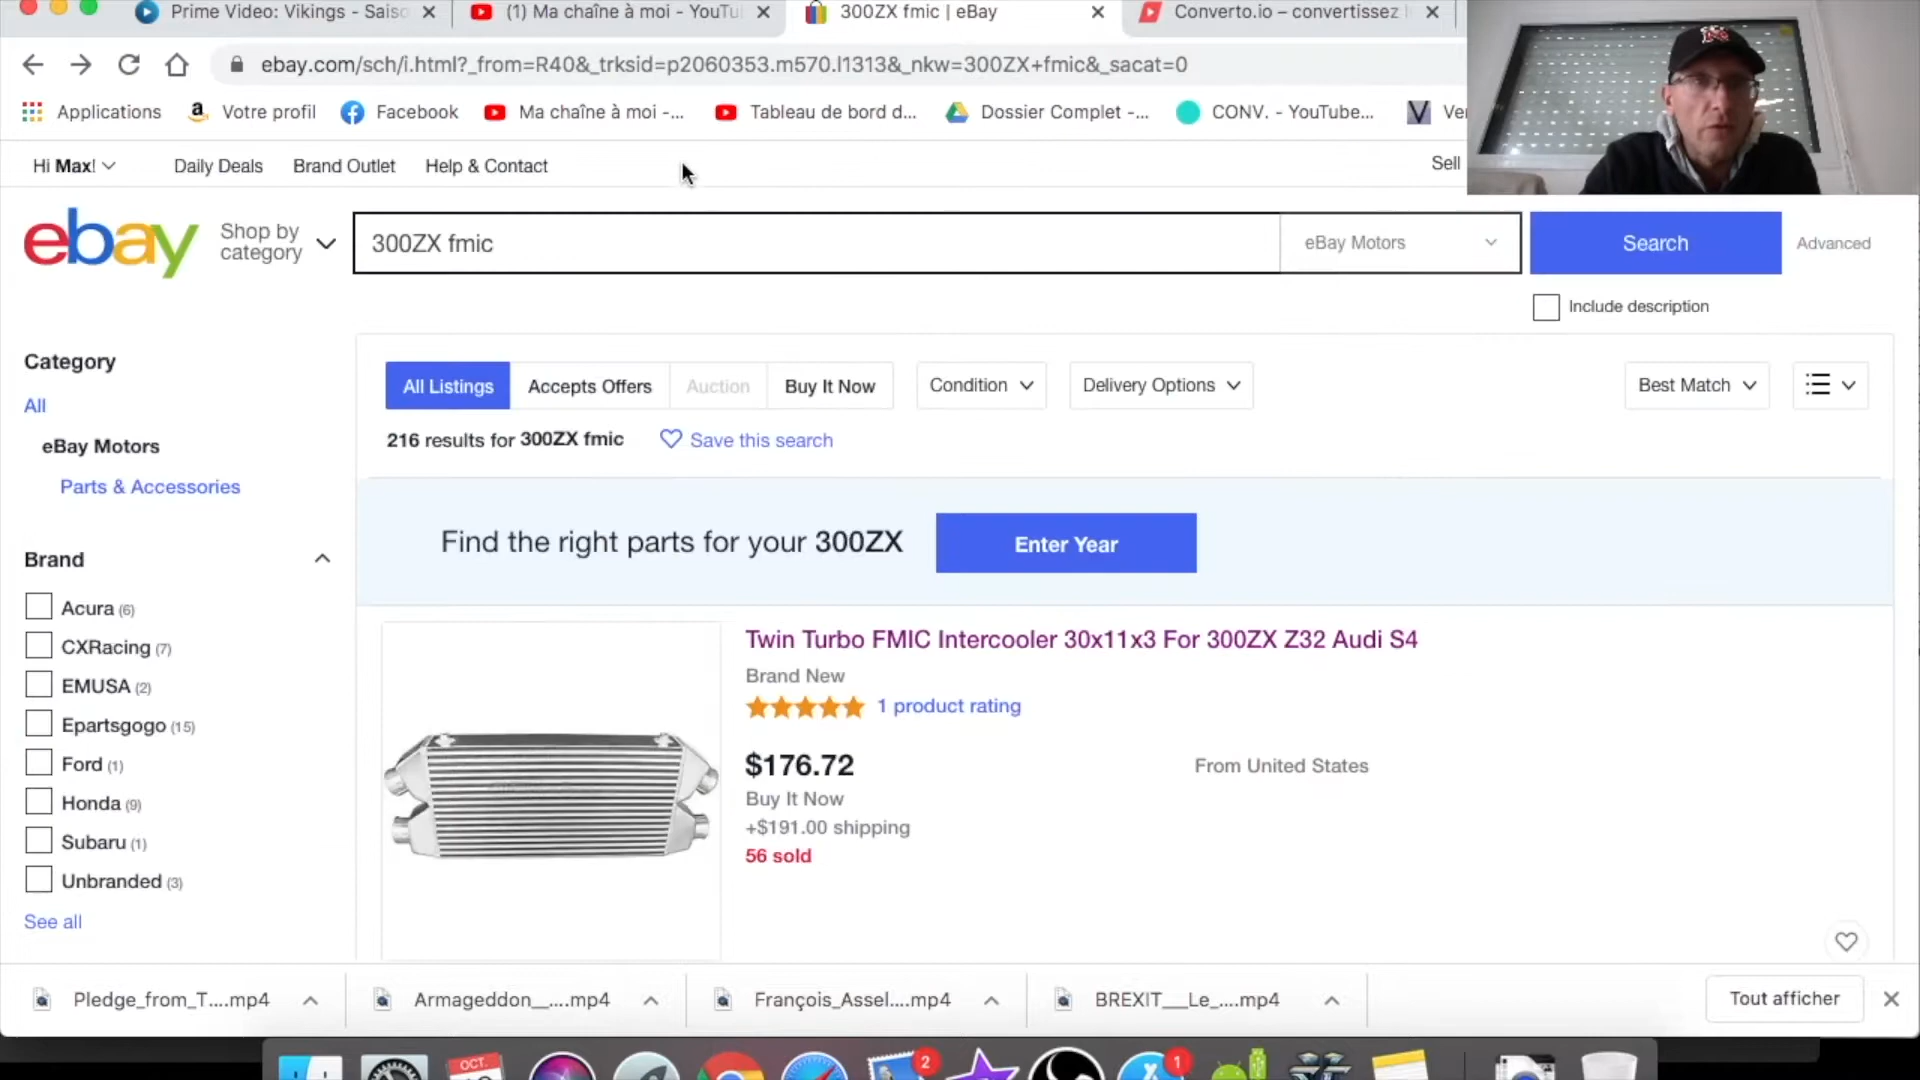 Prime Video: Vikings - Saiso
(1) Ma chaîne à moi - YouTu
300ZX fmic | eBay
Converto.io – convertissez
ebay.com/sch/i.html?_from=R40&_trksid=p2060353.m570.l1313&_nkw=300ZX+fmic&_sacat=0
Applications
Votre profil
Facebook
Ma chaîne à moi -...
Tableau de bord d...
Dossier Complet -...
CONV. - YouTube...
Hi Max!
Daily Deals
Brand Outlet
Help & Contact
Sell
ebay
Shop by
category
300ZX fmic
eBay Motors
Search
Advanced
Include description
Category
All
eBay Motors
Parts & Accessories
Brand
Acura (6)
CXRacing (7)
EMUSA (2)
Epartsgogo (15)
Ford (1)
Honda (9)
Subaru (1)
Unbranded (3)
See all
All Listings
Accepts Offers
Auction
Buy It Now
Condition
Delivery Options
Best Match
216 results for 300ZX fmic
Save this search
Find the right parts for your 300ZX
Enter Year
Twin Turbo FMIC Intercooler 30x11x3 For 300ZX Z32 Audi S4
Brand New
1 product rating
$176.72
From United States
Buy It Now
+$191.00 shipping
56 sold
Pledge_from_T....mp4
Armageddon__....mp4
François_Assel....mp4
BREXIT___Le_....mp4
Tout afficher
OCT.
2
1